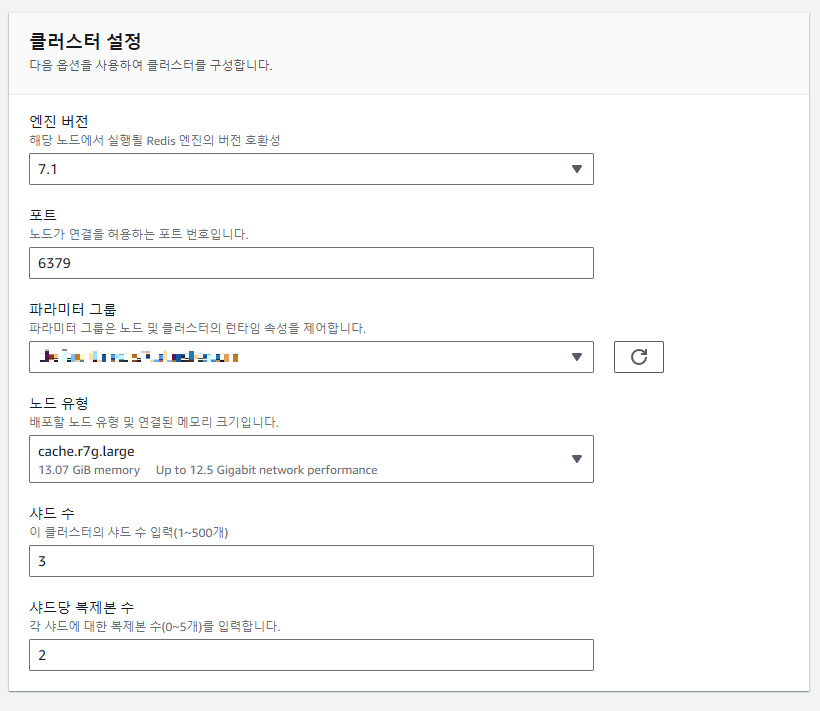 클러스터 설정
다음 옵션을 사용하여 클러스터를 구성합니다.
엔진 버전
해당 노드에서 실행될 Redis 엔진의 버전 호환성
7.1
포트
노드가 연결을 허용하는 포트 번호입니다.
6379
파라미터 그룹
파라미터 그룹은 노드 및 클러스터의 런타임 속성을 제어합니다.
노드 유형
배포할 노드 유형 및 연결된 메모리 크기입니다.
cache.r7g.large
13.07 GiB memory Up to 12.5 Gigabit network performance
샤드 수
이 클러스터의 샤드 수 입력(1~500개)
3
샤드당 복제본 수
각 샤드에 대한 복제본 수(0~5개)를 입력합니다.
2